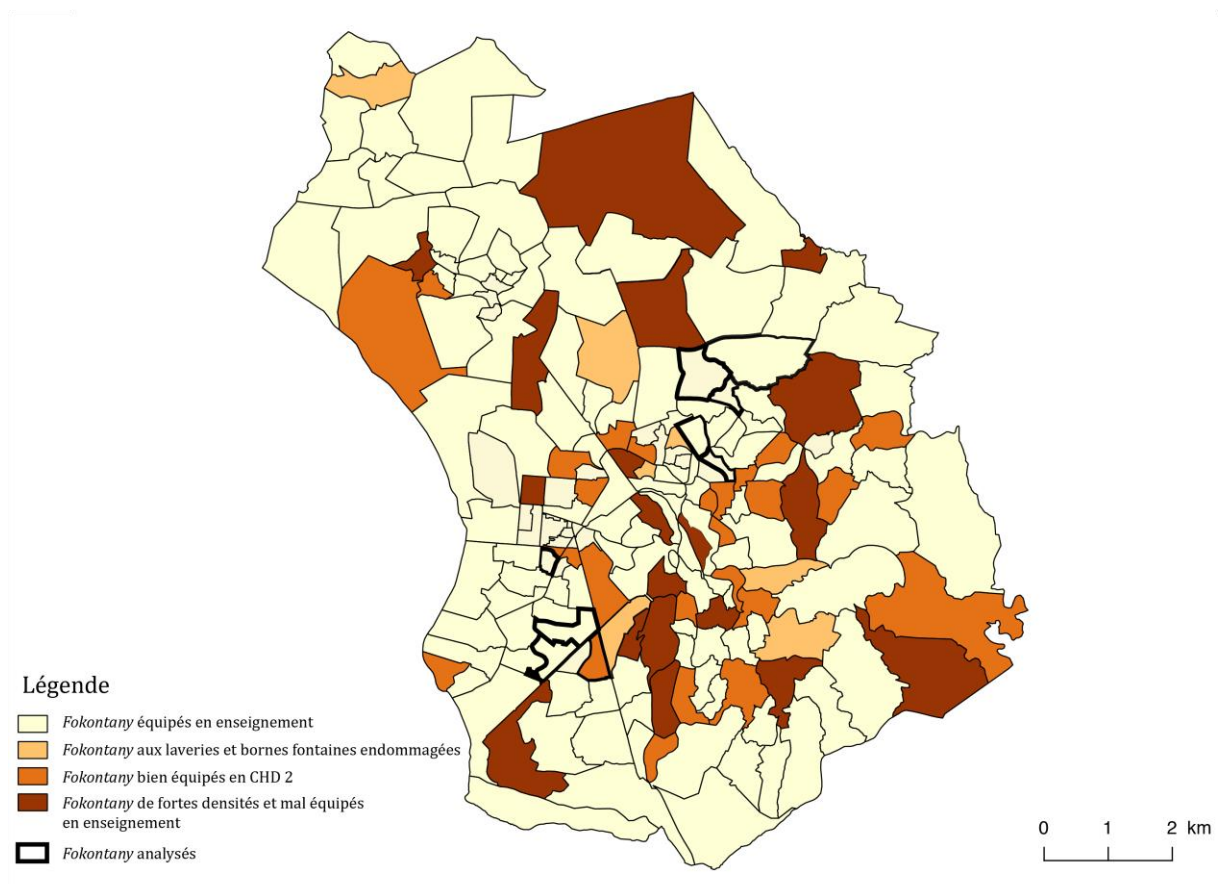 Légende
Fokontany équipés en enseignement
Fokontany aux laveries et bornes fontaines endommagées
Fokontany bien équipés en CHD 2
Fokontany de fortes densités et mal équipés
en enseignement
Fokontany analysés
0 1 2 km